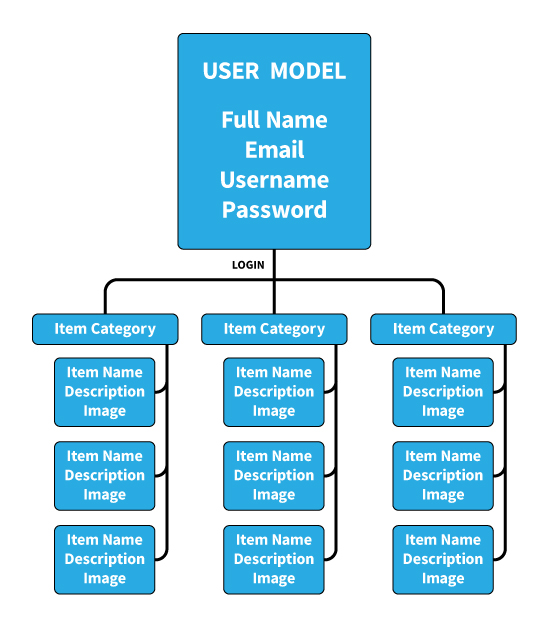 USER MODEL
Full Name
Email
Username
Password
LOGIN
Item Category
Item Name
Description
Image
Item Name
Description
Image
Item Name
Description
Image
Item Category
Item Name
Description
Image
Item Name
Description
Image
Item Name
Description
Image
Item Category
Item Name
Description
Image
Item Name
Description
Image
Item Name
Description
Image